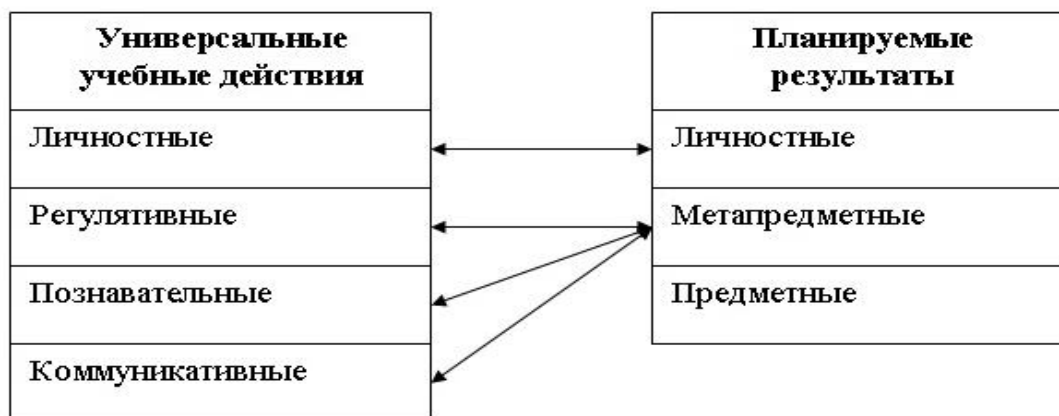 Универсальные
учебные действия
Личностные
Регулятивные
Познавательные
Коммуникативные
Планируемые
результаты
Личностные
Метапредметные
Предметные